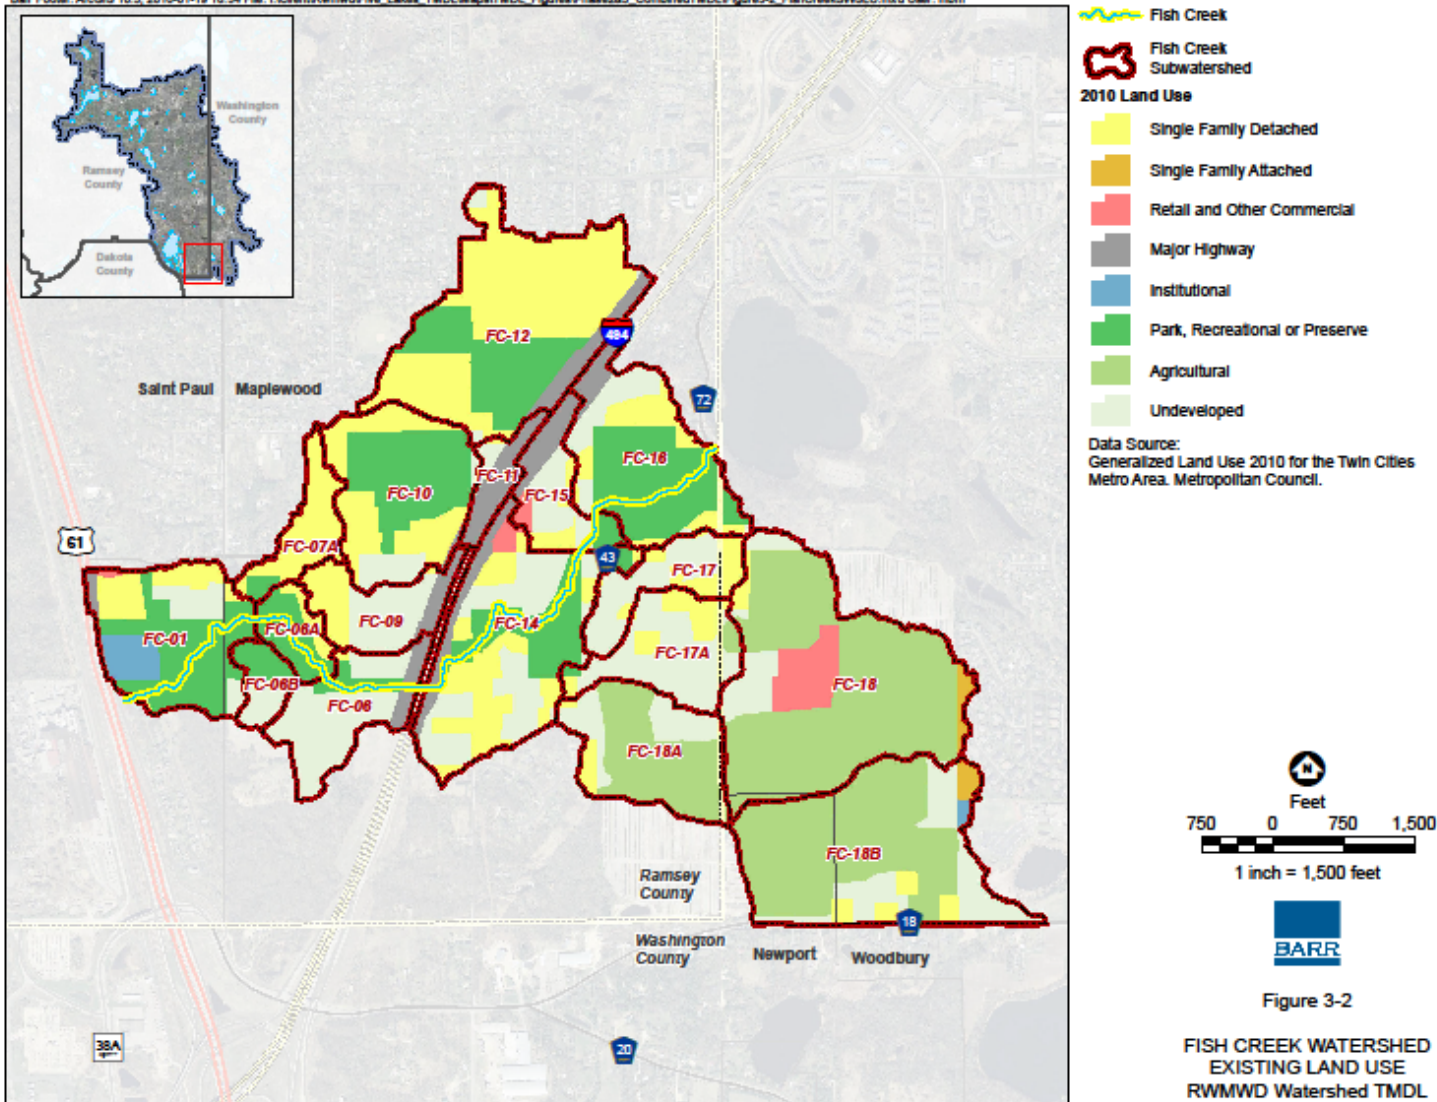 Washington
County
Ramsey
County
Dakota
County
Saint Paul
Maplewood
FC-12
494
72
FC-16
FC-11
FC-10
FC-15
61
FC-07A
43
FC-17
FC-01
FC-06A
FC-09
FC-14
FC-17A
FC-06B
FC-06
FC-18
FC-18A
FC-18B
Ramsey
County
18
Washington
County
Newport
Woodbury
38A
20
Fish Creek
Fish Creek
Subwatershed
2010 Land Use
Single Family Detached
Single Family Attached
Retail and Other Commercial
Major Highway
Institutional
Park, Recreational or Preserve
Agricultural
Undeveloped
Data Source:
Generalized Land Use 2010 for the Twin Cities
Metro Area. Metropolitan Council.
N
Feet
750 0 750 1,500
1 inch = 1,500 feet
BARR
Figure 3-2
FISH CREEK WATERSHED
EXISTING LAND USE
RWMWD Watershed TMDL